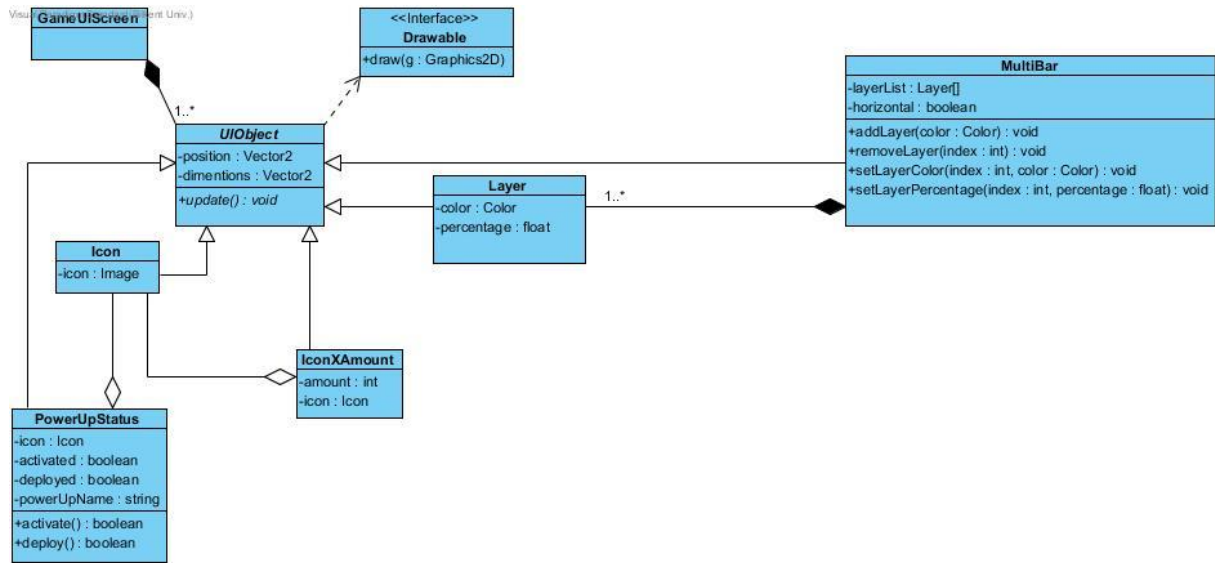 GameUIScreen
<<Interface>>
Drawable
+draw(g : Graphics2D)
MultiBar
-layerList : Layer[]
-horizontal : boolean
+addLayer(color : Color) : void
+removeLayer(index : int) : void
+setLayerColor(index : int, color : Color) : void
+setLayerPercentage(index : int, percentage : float) : void
1..*
UIObject
-position : Vector2
-dimentions : Vector2
+update() : void
Layer
-color : Color
-percentage : float
1..*
Icon
-icon : Image
IconXAmount
-amount : int
-icon : Icon
PowerUpStatus
-icon : Icon
-activated : boolean
-deployed : boolean
-powerUpName : string
+activate() : boolean
+deploy() : boolean